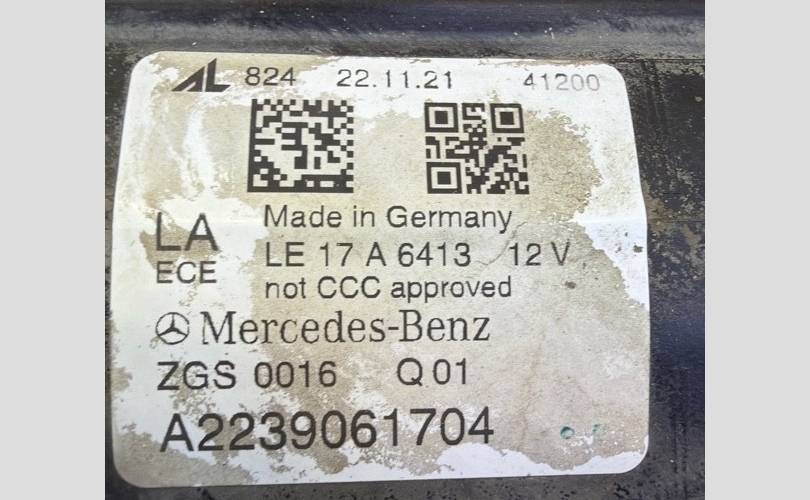 AL 824 22.11.21 41200
LA
ECE
Made in Germany
LE 17 A 6413 12 V
not CCC approved
Mercedes-Benz
ZGS 0016 Q 01
A2239061704